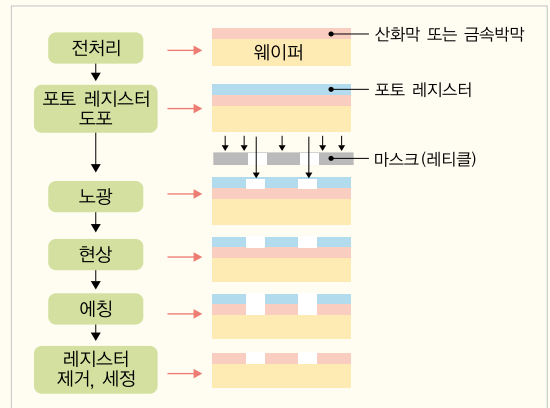 전처리
웨이퍼
산화막 또는 금속박막
포토 레지스터
도포
포토 레지스터
마스크(레티클)
노광
현상
에칭
레지스터
제거, 세정